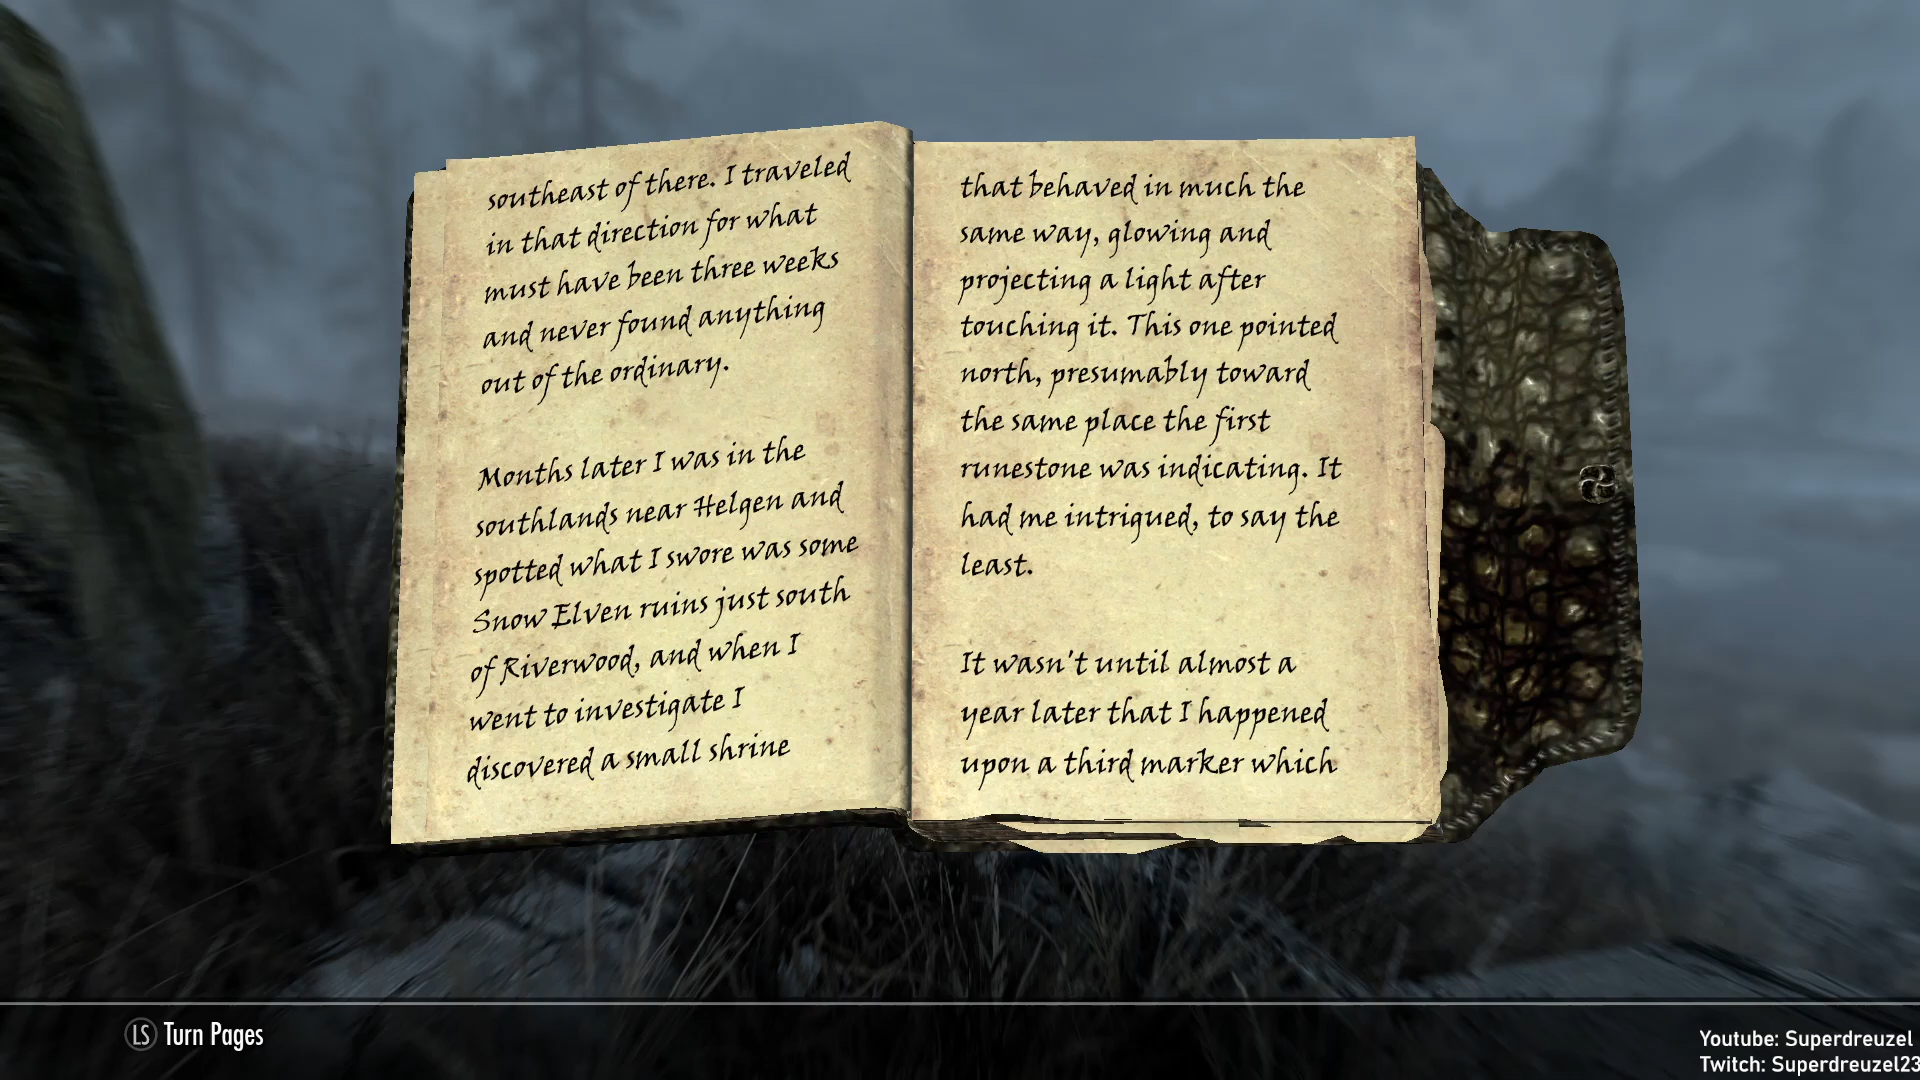 southeast of there. I traveled
in that direction for what
must have been three weeks
and never found anything
out of the ordinary.
Months later I was in the
southlands near Helgen and
spotted what I swore was some
Snow Elven ruins just south
of Riverwood, and when I
went to investigate I
discovered a small shrine
that behaved in much the
same way, glowing and
projecting a light after
touching it. This one pointed
north, presumably toward
the same place the first
runestone was indicating. It
had me intrigued, to say the
least.
It wasn't until almost a
year later that I happened
upon a third marker which
LS Turn Pages
Youtube: Superdreuzel
Twitch: Superdreuzel23